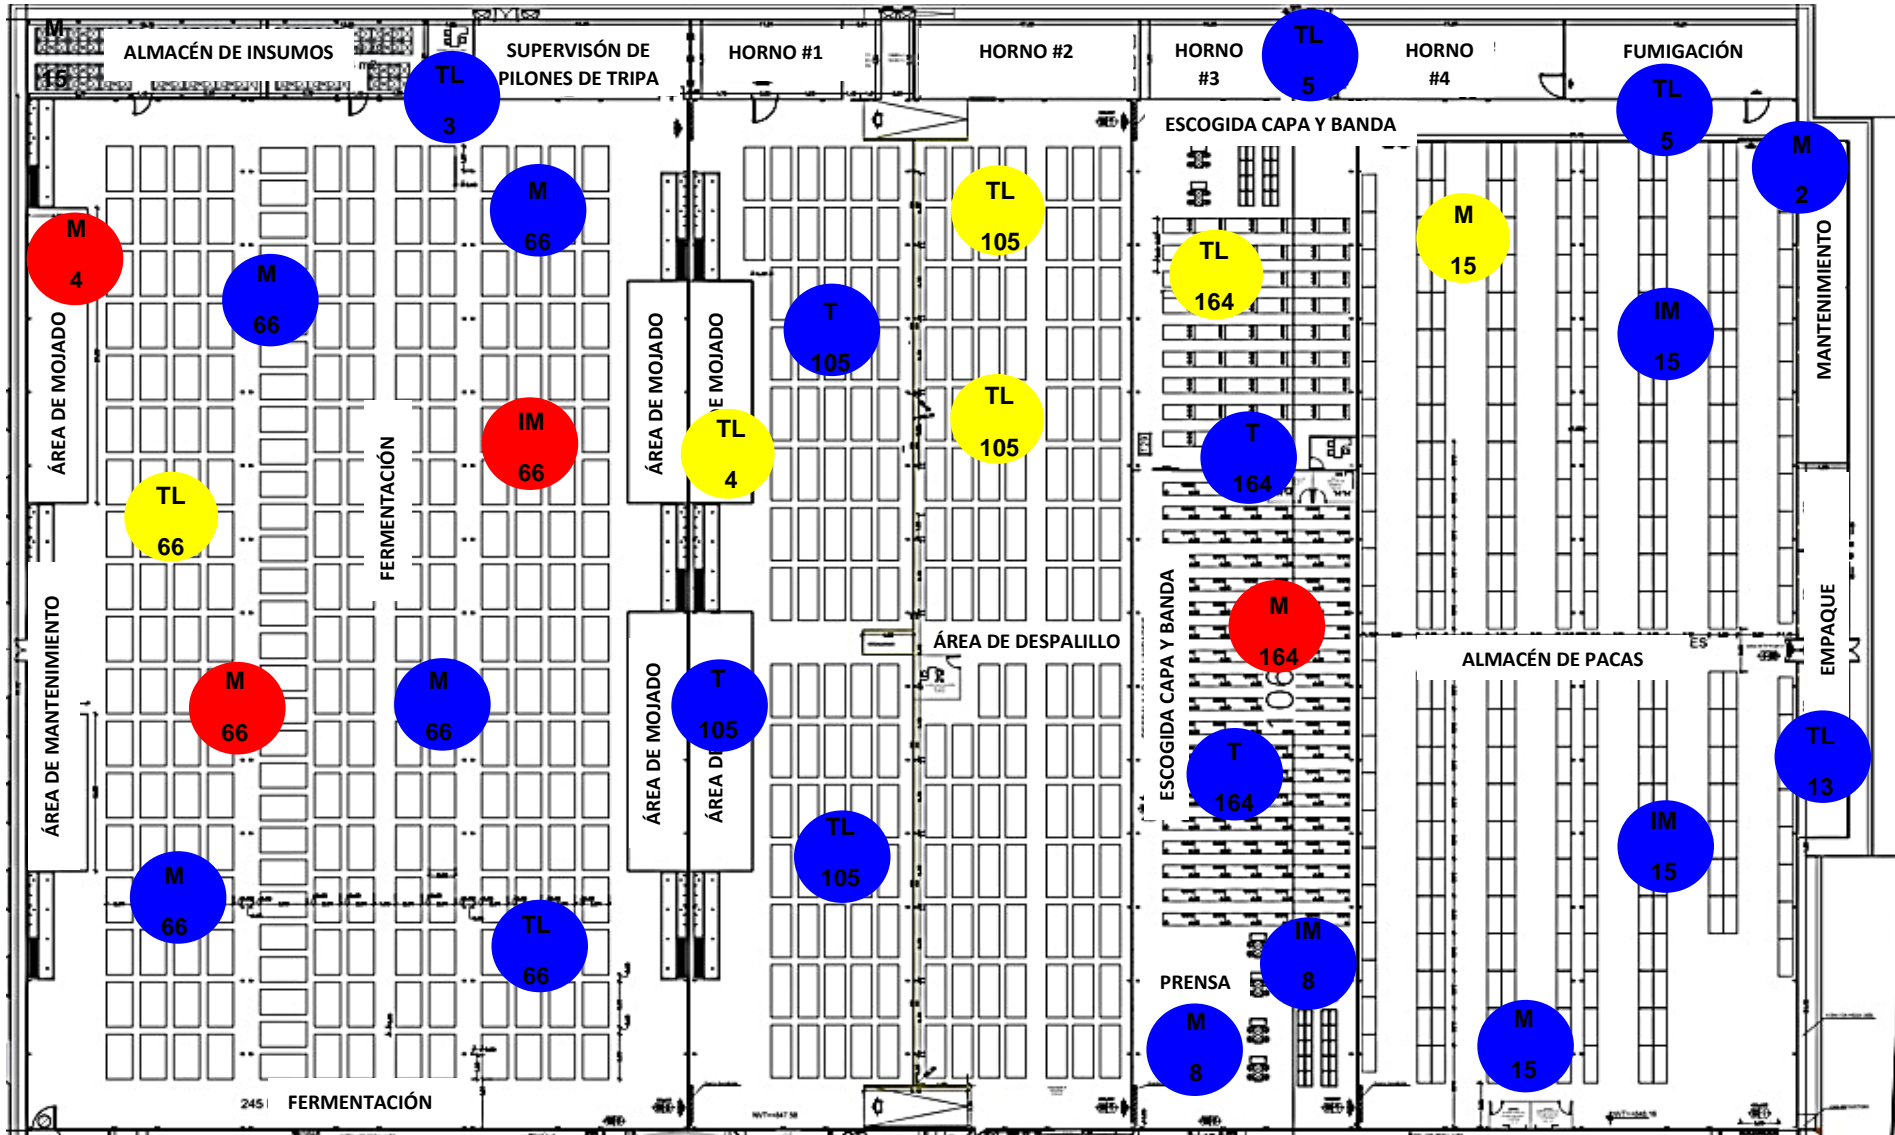 M
15
ALMACÉN DE INSUMOS
TL
3
SUPERVISÓN DE
PILONES DE TRIPA
HORNO #1
HORNO #2
HORNO
#3
TL
5
HORNO
#4
FUMIGACIÓN
TL
5
ESCOGIDA CAPA Y BANDA
M
2
MANTENIMIENTO
M
4
ÁREA DE MOJADO
M
66
M
66
TL
66
FERMENTACIÓN
IM
66
ÁREA DE MOJADO
DE MOJADO
TL
4
T
105
TL
105
TL
105
TL
164
T
164
M
15
IM
15
ÁREA DE MANTENIMIENTO
M
66
M
66
ÁREA DE MOJADO
ÁREA DE
T
105
ÁREA DE DESPALILLO
ESCOGIDA CAPA Y BANDA
M
164
106
T
164
ALMACÉN DE PACAS
ES
EMPAQUE
TL
13
M
66
TL
66
TL
105
IM
15
PRENSA
IM
8
M
8
M
15
245
FERMENTACIÓN